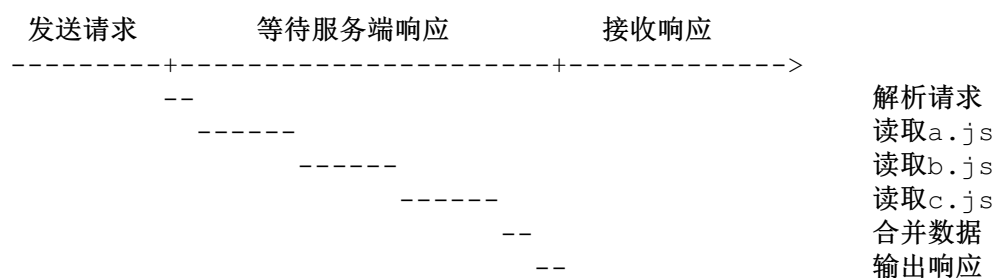 发送请求 等待服务端响应 接收响应
---------+----------------------+------------->
-- 解析请求
------ 读取a.js
------ 读取b.js
------ 读取c.js
-- 合并数据
-- 输出响应